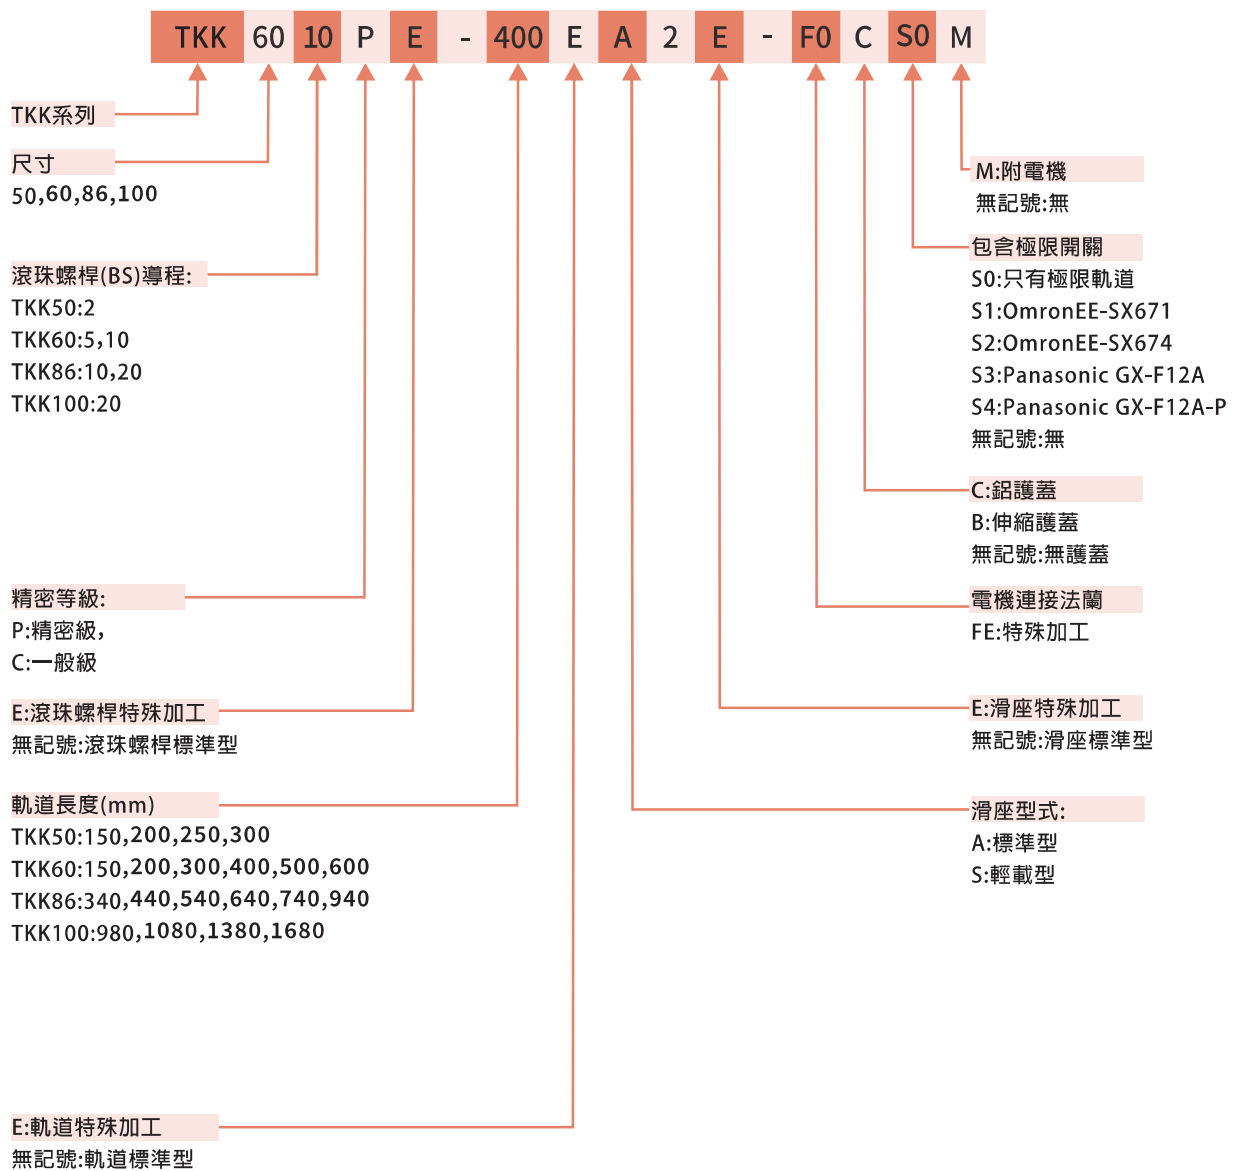 TKK 60 10 P E - 400 E A 2 E - F0 C S0 M
TKK系列
尺寸
50,60,86,100
滾珠螺桿(BS)導程:
TKK50:2
TKK60:5,10
TKK86:10,20
TKK100:20
精密等級:
P:精密級,
C:一般級
E:滾珠螺桿特殊加工
無記號:滾珠螺桿標準型
軌道長度(mm)
TKK50:150,200,250,300
TKK60:150,200,300,400,500,600
TKK86:340,440,540,640,740,940
TKK100:980,1080,1380,1680
E:軌道特殊加工
無記號:軌道標準型
M:附電機
無記號:無
包含極限開關
S0:只有極限軌道
S1:OmronEE-SX671
S2:OmronEE-SX674
S3:Panasonic GX-F12A
S4:Panasonic GX-F12A-P
無記號:無
C:鋁護蓋
B:伸縮護蓋
無記號:無護蓋
電機連接法蘭
FE:特殊加工
E:滑座特殊加工
無記號:滑座標準型
滑座型式:
A:標準型
S:輕載型